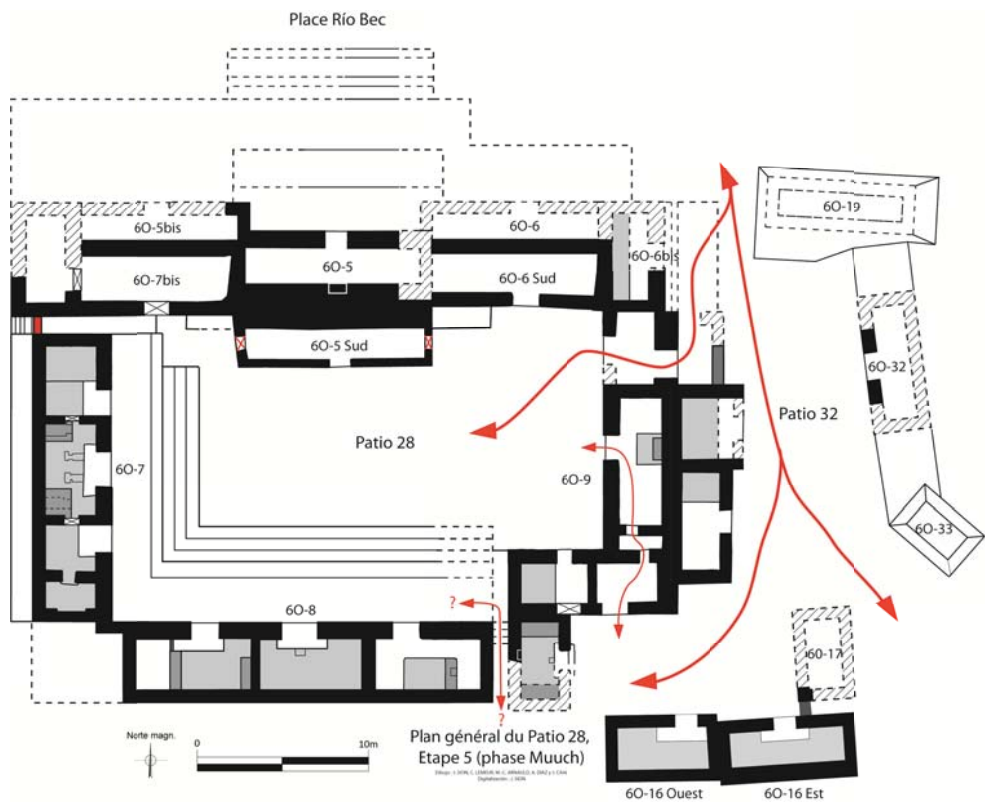 Place Río Bec
6O-19
6O-5bis
6O-6
6O-5
6O-6bis
6O-7bis
6O-6 Sud
6O-5 Sud
6O-32
Patio 32
Patio 28
6O-7
6O-9
6O-33
?
6O-8
60-17
?
Norte magn.
0
10m
Plan général du Patio 28,
Etape 5 (phase Muuch)
6O-16 Ouest
6O-16 Est